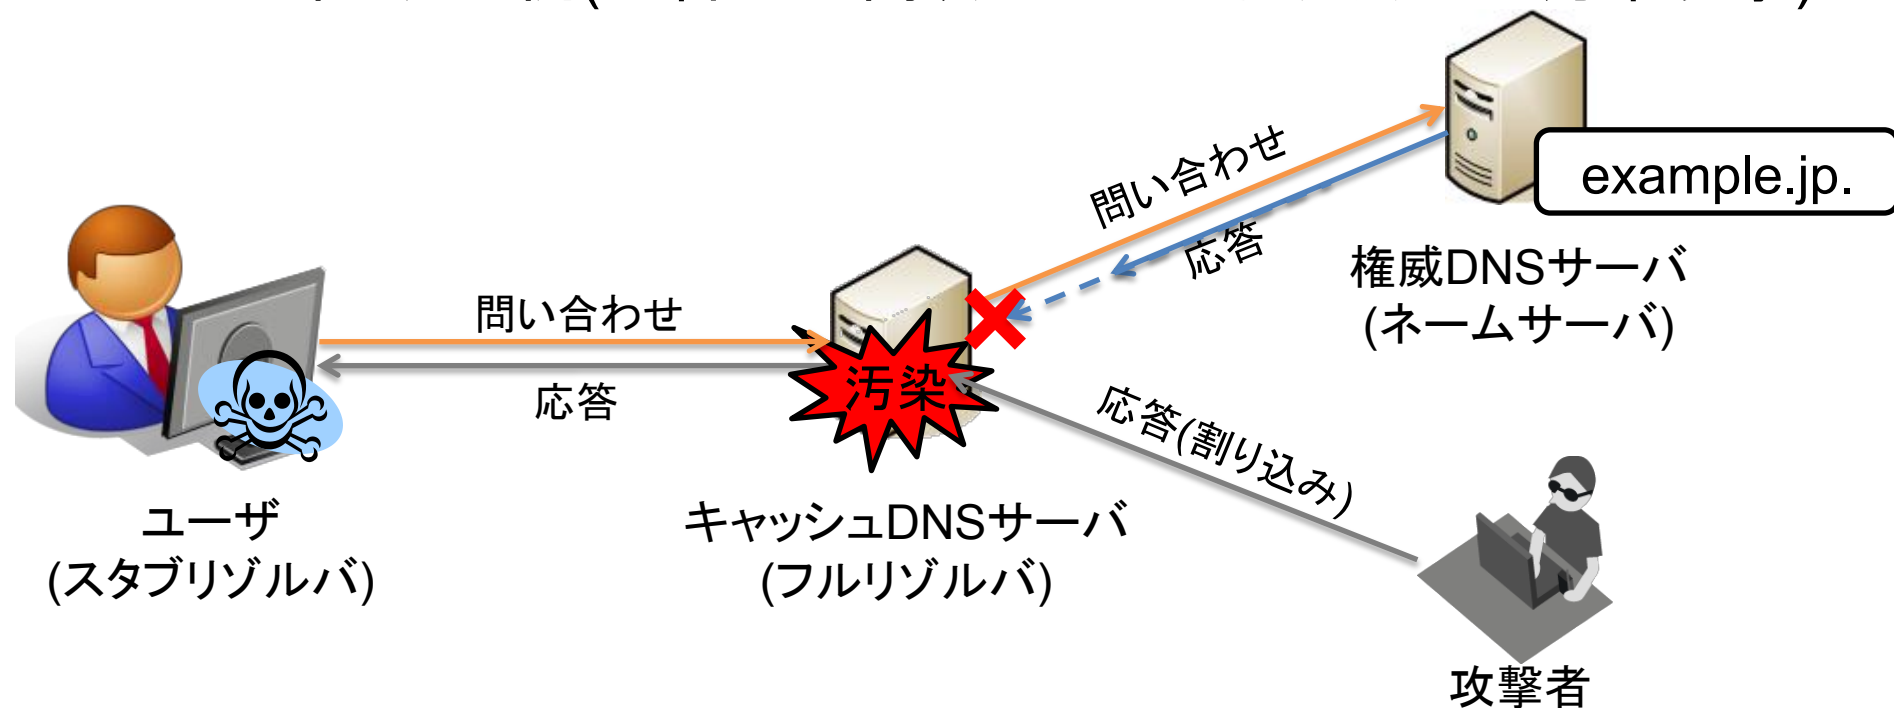 example.jp.
問い合わせ
応答
権威DNSサーバ
(ネームサーバ)
問い合わせ
応答
汚染
応答(割り込み)
ユーザ
(スタブリゾルバ)
キャッシュDNSサーバ
(フルリゾルバ)
攻撃者